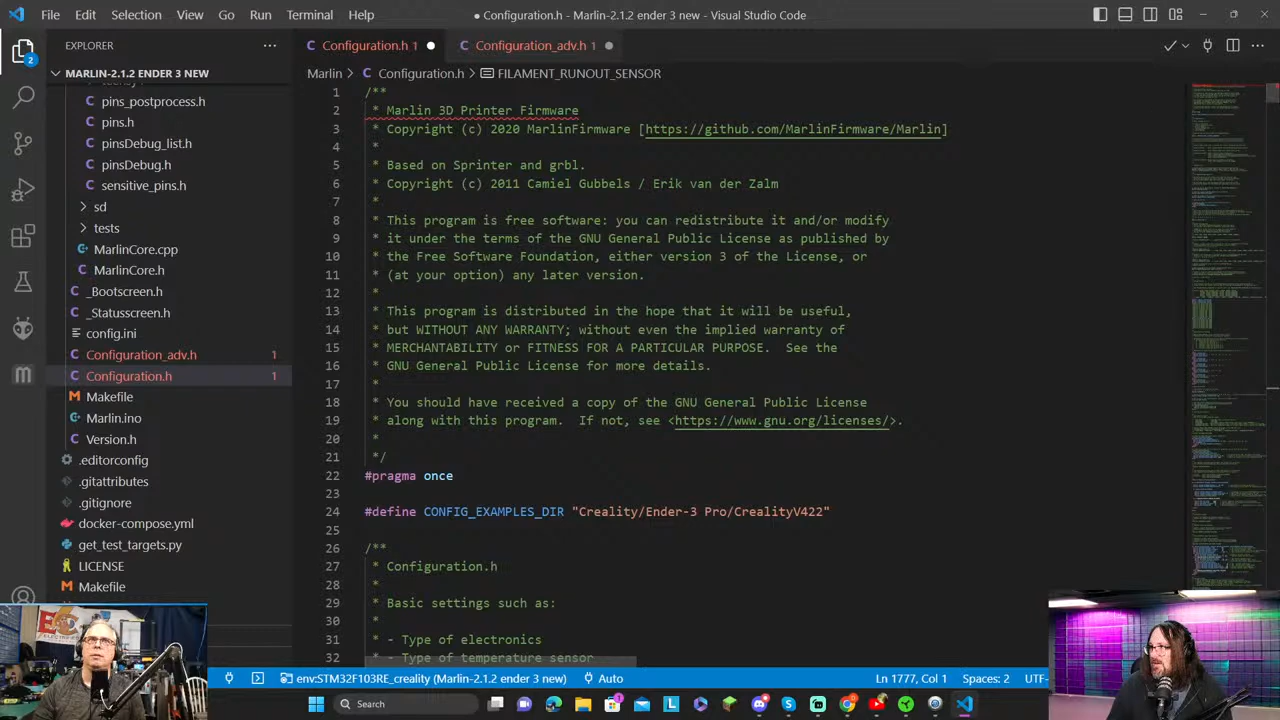 File Edit Selection View Go Run Terminal Help
● Configuration.h - Marlin-2.1.2 ender 3 new - Visual Studio Code
EXPLORER
Configuration.h 1
Configuration_adv.h 1
MARLIN-2.1.2 ENDER 3 NEW
Marlin > Configuration.h > FILAMENT_RUNOUT_SENSOR
pins_postprocess.h
pins.h
pinsDebug_list.h
pinsDebug.h
sensitive_pins.h
sd
tests
MarlinCore.cpp
MarlinCore.h
_Bootscreen.h
_Statusscreen.h
config.ini
Configuration_adv.h 1
Configuration.h 1
Makefile
Marlin.ino
Version.h
.editorconfig
.gitattributes
.gitignore
docker-compose.yml
get_test_targets.py
LICENSE
Makefile
1 /**
2 * Marlin 3D Printer Firmware
3 * Copyright (c) 2020 MarlinFirmware [https://github.com/MarlinFirmware/Marlin]
4 *
5 * Based on Sprinter and grbl.
6 * Copyright (c) 2011 Camiel Gubbels / Erik van der Zalm
7 *
8 * This program is free software: you can redistribute it and/or modify
9 * it under the terms of the GNU General Public License as published by
10 * the Free Software Foundation, either version 3 of the License, or
11 * (at your option) any later version.
12 *
13 * This program is distributed in the hope that it will be useful,
14 * but WITHOUT ANY WARRANTY; without even the implied warranty of
15 * MERCHANTABILITY or FITNESS FOR A PARTICULAR PURPOSE. See the
16 * GNU General Public License for more details.
17 *
18 * You should have received a copy of the GNU General Public License
19 * along with this program. If not, see <https://www.gnu.org/licenses/>.
20 *
21 */
22 #pragma once
23
24 #define CONFIG_EXAMPLES_DIR "Creality/Ender-3 Pro/CrealityV427"
25
26 /**
27 * Configuration.h
28 *
29 * Basic settings such as:
30 *
31 * - Type of electronics
32 * - Type of temperature sensor
env:STM32F103RE_creality (Marlin-2.1.2 ender 3 new) Auto
Ln 1777, Col 1 Spaces: 2 UTF-
Search